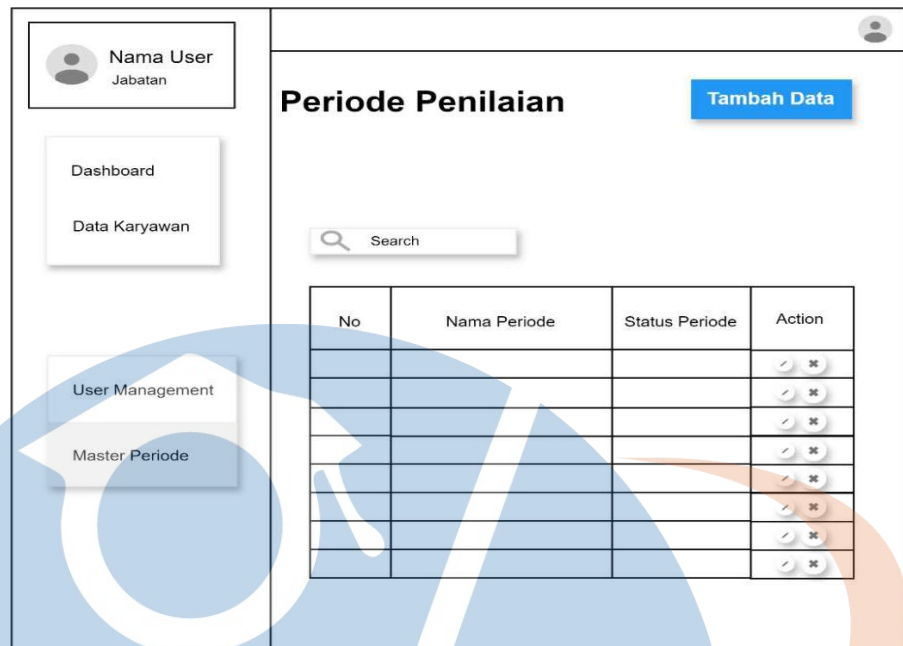 Nama User
Jabatan
Periode Penilaian
Tambah Data
Dashboard
Data Karyawan
Search
No Nama Periode Status Periode Action
User Management
Master Periode